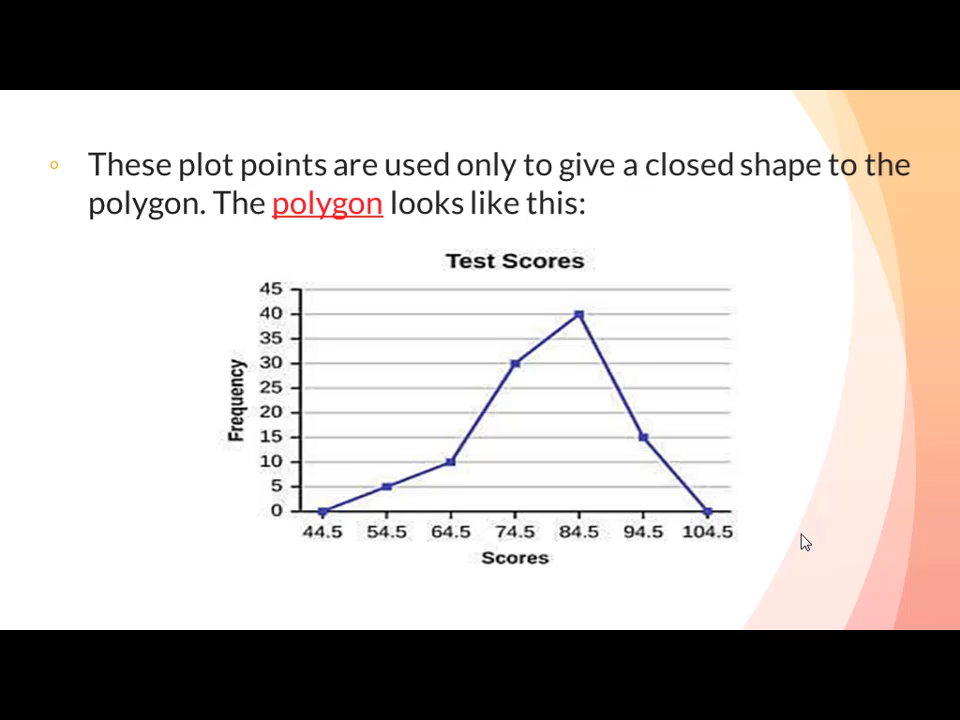 These plot points are used only to give a closed shape to the
polygon. The polygon looks like this:
Test Scores
45
40
35
30
25
20
15
10
5
0
Frequency
44.5 54.5 64.5 74.5 84.5 94.5 104.5
Scores